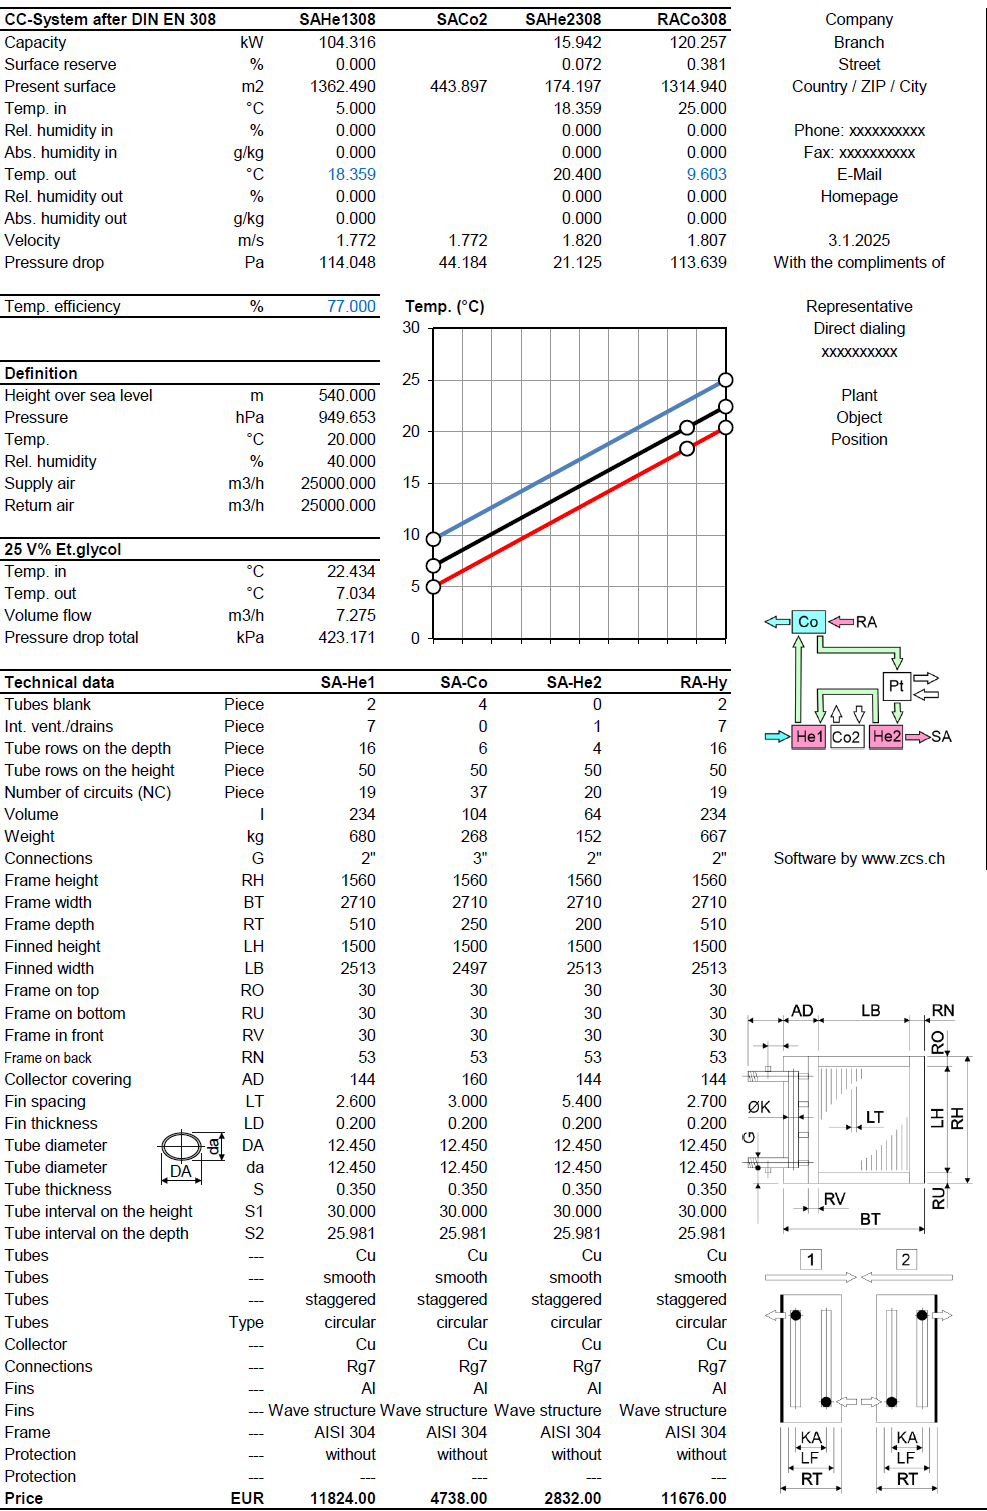 CC-System after DIN EN 308 SAHe1308 SACo2 SAHe2308 RACo308
Capacity kW 104.316 15.942 120.257
Surface reserve % 0.000 0.072 0.381
Present surface m2 1362.490 443.897 174.197 1314.940
Temp. in °C 5.000 18.359 25.000
Rel. humidity in % 0.000 0.000 0.000
Abs. humidity in g/kg 0.000 0.000 0.000
Temp. out °C 18.359 20.400 9.603
Rel. humidity out % 0.000 0.000 0.000
Abs. humidity out g/kg 0.000 0.000 0.000
Velocity m/s 1.772 1.772 1.820 1.807
Pressure drop Pa 114.048 44.184 21.125 113.639
Company
Branch
Street
Country / ZIP / City
Phone: xxxxxxxxxx
Fax: xxxxxxxxxx
E-Mail
Homepage
3.1.2025
With the compliments of
Representative
Direct dialing
xxxxxxxxxx
Plant
Object
Position
Temp. efficiency % 77.000
Definition
Height over sea level m 540.000
Pressure hPa 949.653
Temp. °C 20.000
Rel. humidity % 40.000
Supply air m3/h 25000.000
Return air m3/h 25000.000
25 V% Et.glycol
Temp. in °C 22.434
Temp. out °C 7.034
Volume flow m3/h 7.275
Pressure drop total kPa 423.171
Temp. (°C)
30
25
20
15
10
5
0
Co RA
Pt
He1 Co2 He2 SA
Technical data SA-He1 SA-Co SA-He2 RA-Hy
Tubes blank Piece 2 4 0 2
Int. vent./drains Piece 7 0 1 7
Tube rows on the depth Piece 16 6 4 16
Tube rows on the height Piece 50 50 50 50
Number of circuits (NC) Piece 19 37 20 19
Volume l 234 104 64 234
Weight kg 680 268 152 667
Connections G 2" 3" 2" 2"
Frame height RH 1560 1560 1560 1560
Frame width BT 2710 2710 2710 2710
Frame depth RT 510 250 200 510
Finned height LH 1500 1500 1500 1500
Finned width LB 2513 2497 2513 2513
Frame on top RO 30 30 30 30
Frame on bottom RU 30 30 30 30
Frame in front RV 30 30 30 30
Frame on back RN 53 53 53 53
Collector covering AD 144 160 144 144
Fin spacing LT 2.600 3.000 5.400 2.700
Fin thickness LD 0.200 0.200 0.200 0.200
Tube diameter DA 12.450 12.450 12.450 12.450
Tube diameter da 12.450 12.450 12.450 12.450
DA
da
Tube thickness S 0.350 0.350 0.350 0.350
Tube interval on the height S1 30.000 30.000 30.000 30.000
Tube interval on the depth S2 25.981 25.981 25.981 25.981
Tubes --- Cu Cu Cu Cu
Tubes --- smooth smooth smooth smooth
Tubes --- staggered staggered staggered staggered
Tubes Type circular circular circular circular
Collector --- Cu Cu Cu Cu
Connections --- Rg7 Rg7 Rg7 Rg7
Fins --- Al Al Al Al
Fins --- Wave structure Wave structure Wave structure Wave structure
Frame --- AISI 304 AISI 304 AISI 304 AISI 304
Protection --- without without without without
Protection --- --- --- --- ---
Price EUR 11824.00 4738.00 2832.00 11676.00
Software by www.zcs.ch
AD LB RN
RO
ØK
LT
LH
RH
G
RV
RU
BT
1 2
KA KA
LF LF
RT RT